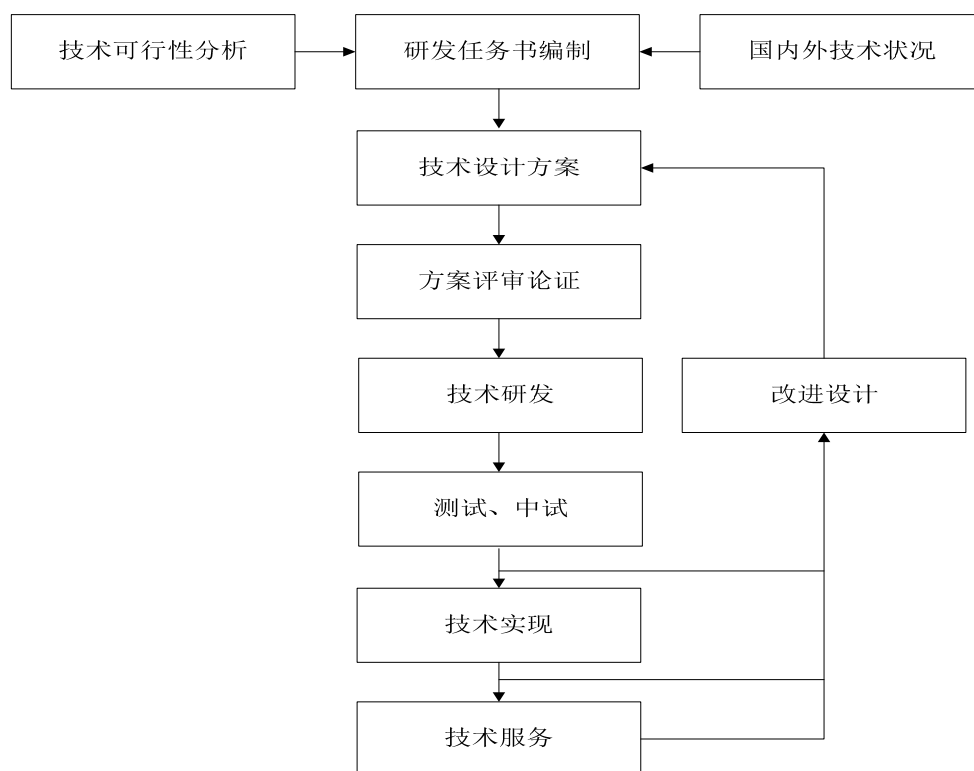 技术可行性分析
研发任务书编制
国内外技术状况
技术设计方案
方案评审论证
技术研发
改进设计
测试、中试
技术实现
技术服务